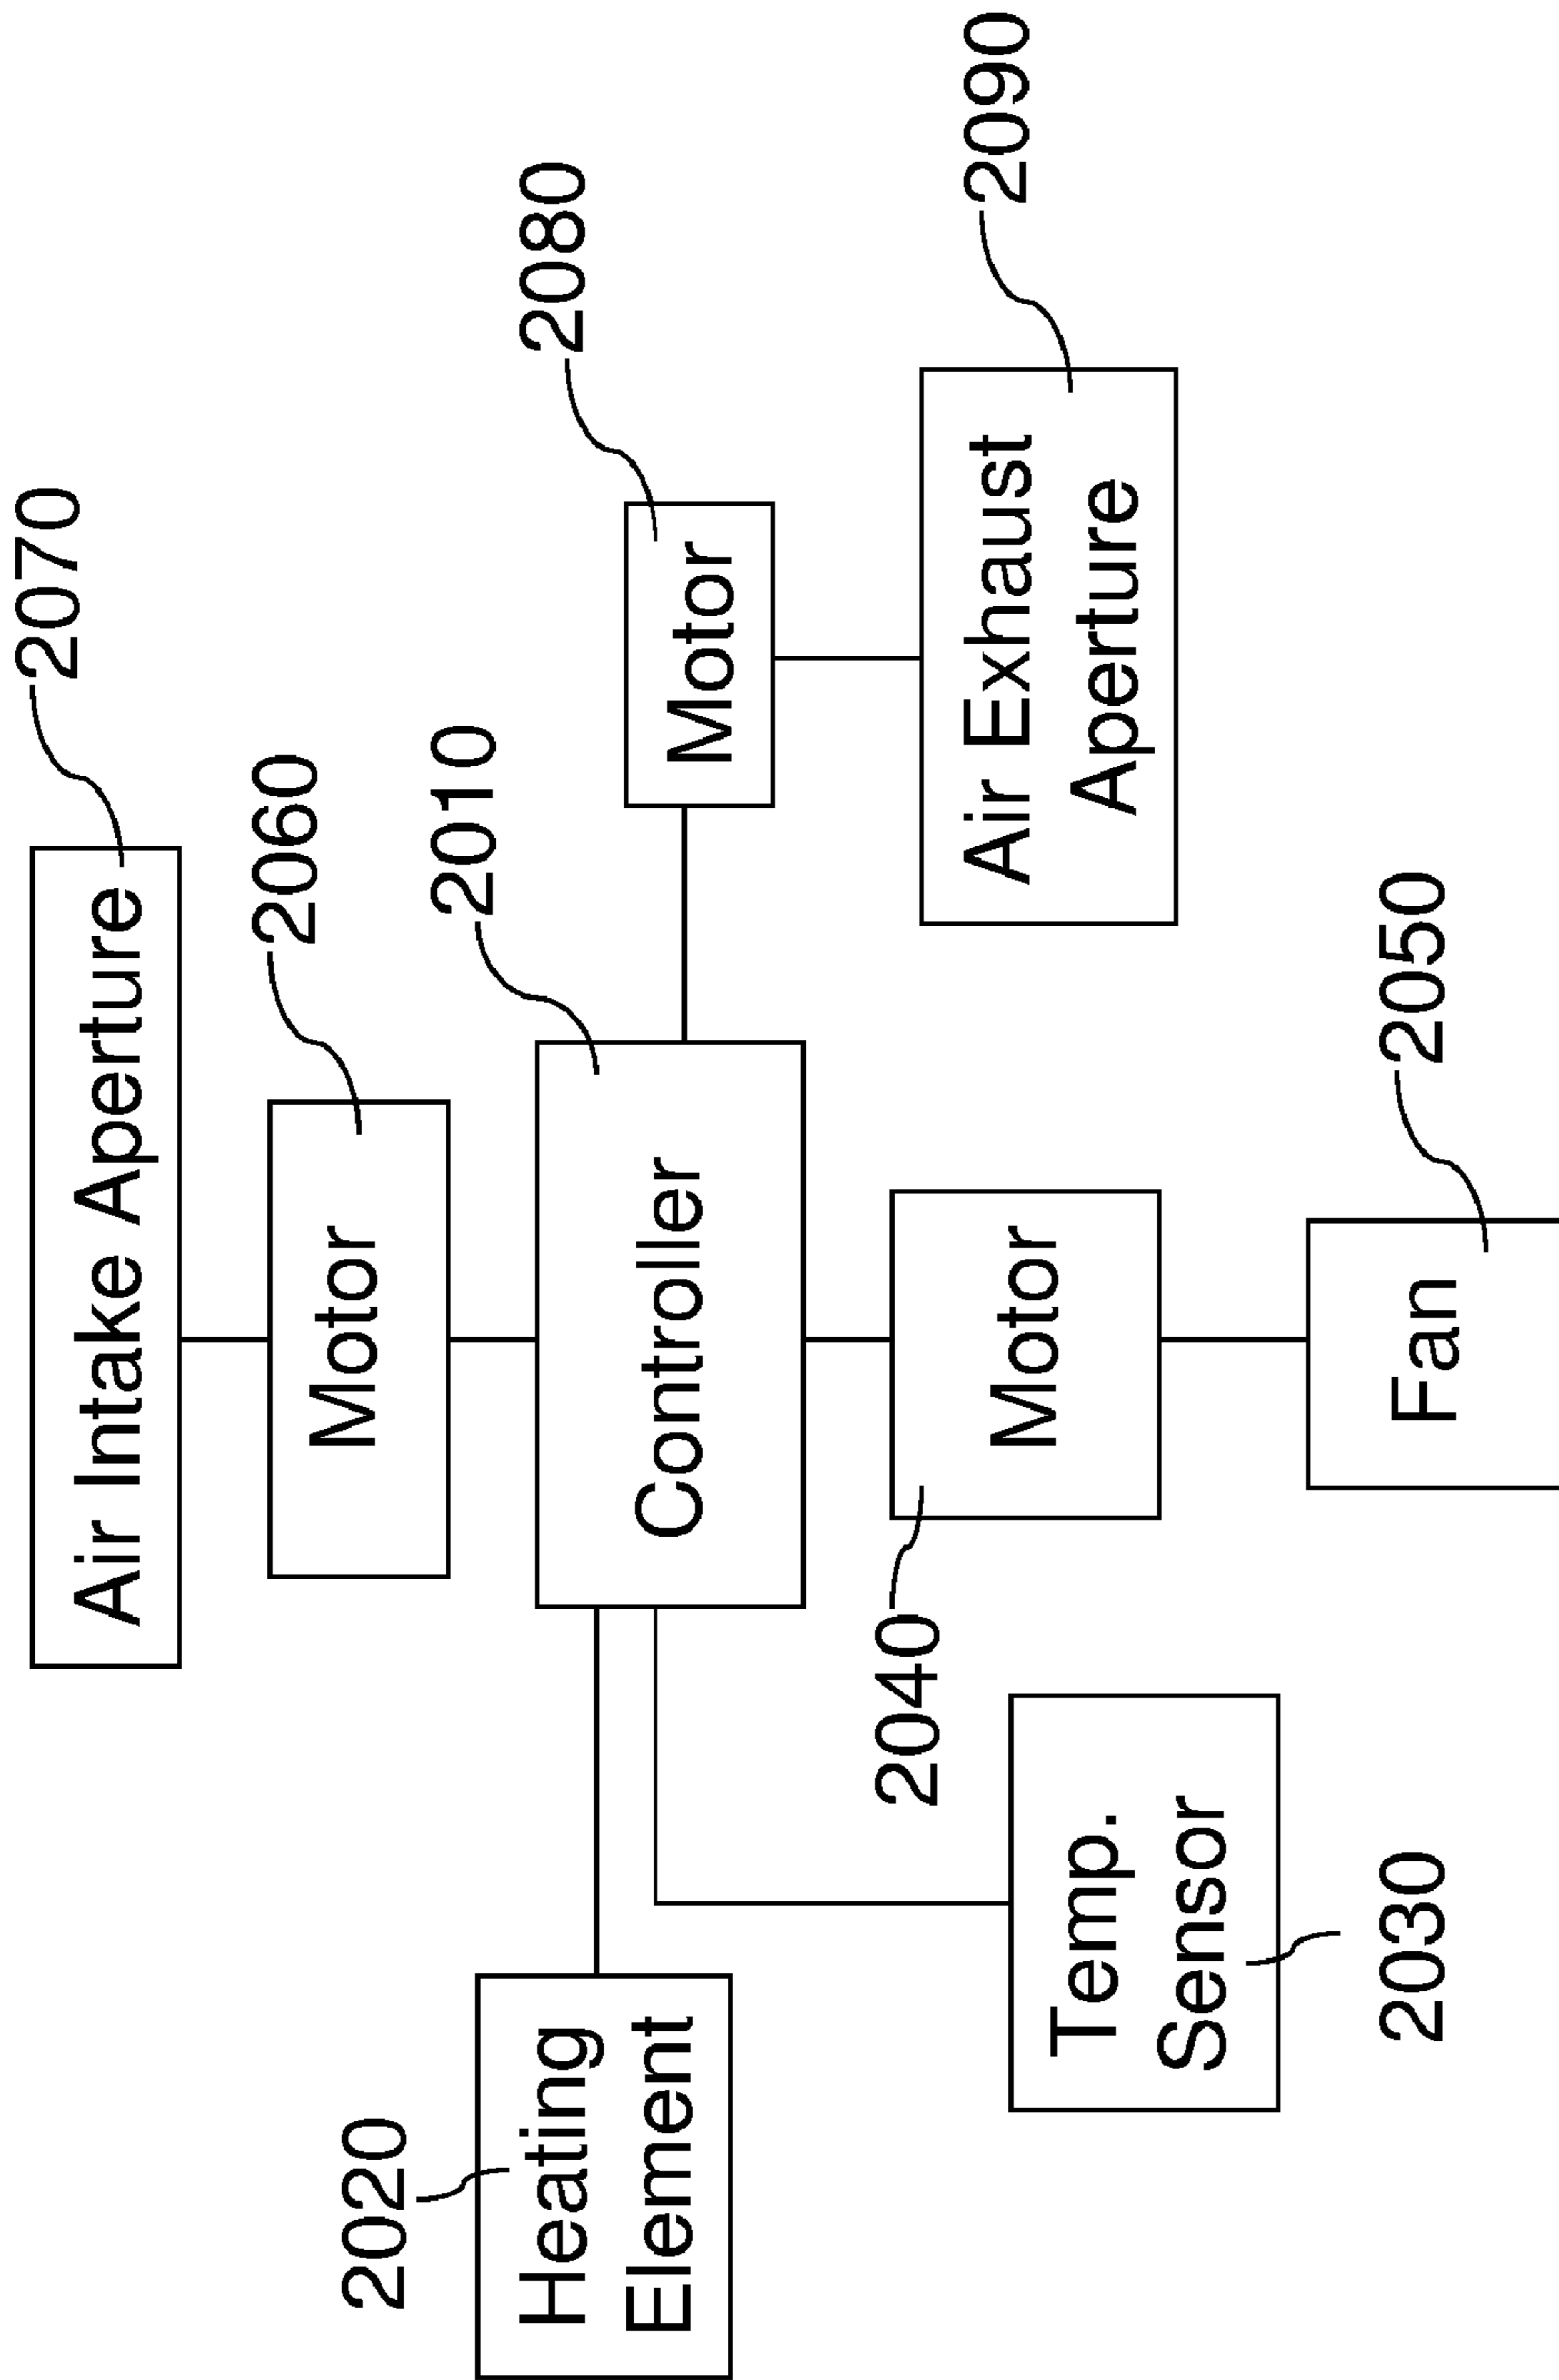 2070
Air Intake Aperture
2060
Motor
2080
2010
Motor
2020
Heating
Element
Controller
2090
Air Exhaust
Aperture
2040
Motor
Temp.
Sensor
2030
2050
Fan